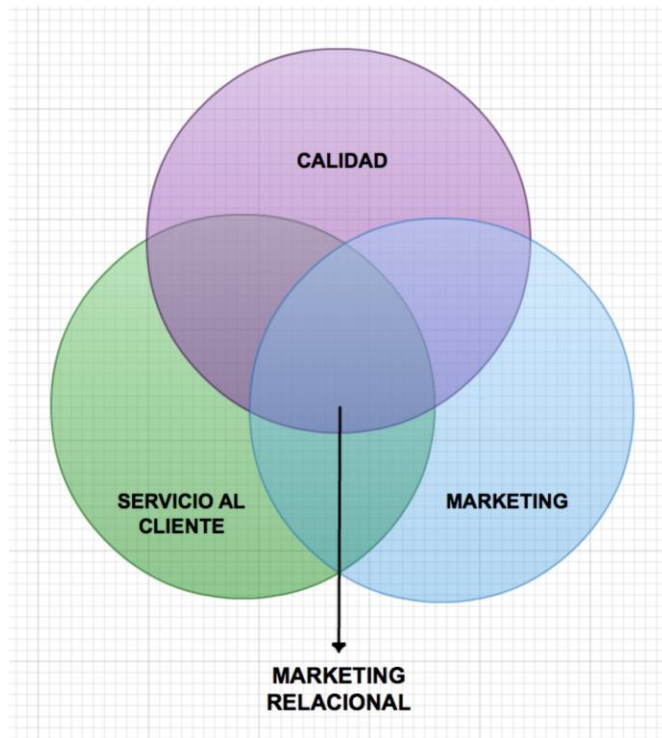 CALIDAD
SERVICIO AL
CLIENTE
MARKETING
MARKETING
RELACIONAL